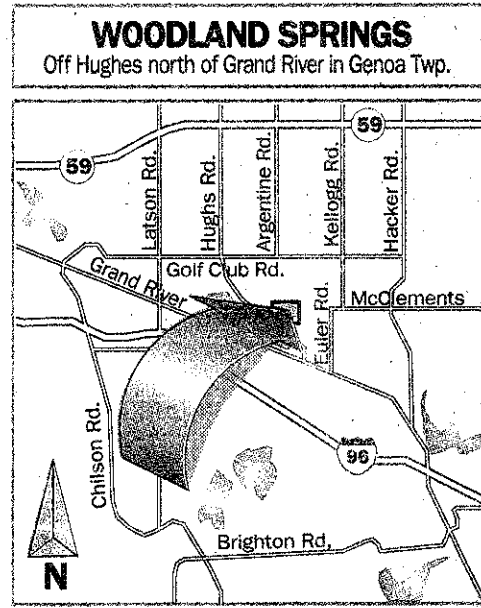 WOODLAND SPRINGS
Off Hughes north of Grand River in Genoa Twp.
59
59
Latson Rd.
Hughs Rd.
Argentine Rd.
Kellogg Rd.
Hacker Rd.
Golf Club Rd.
Grand River
McClements
Euler Rd.
Chilson Rd.
96
Brighton Rd.
N